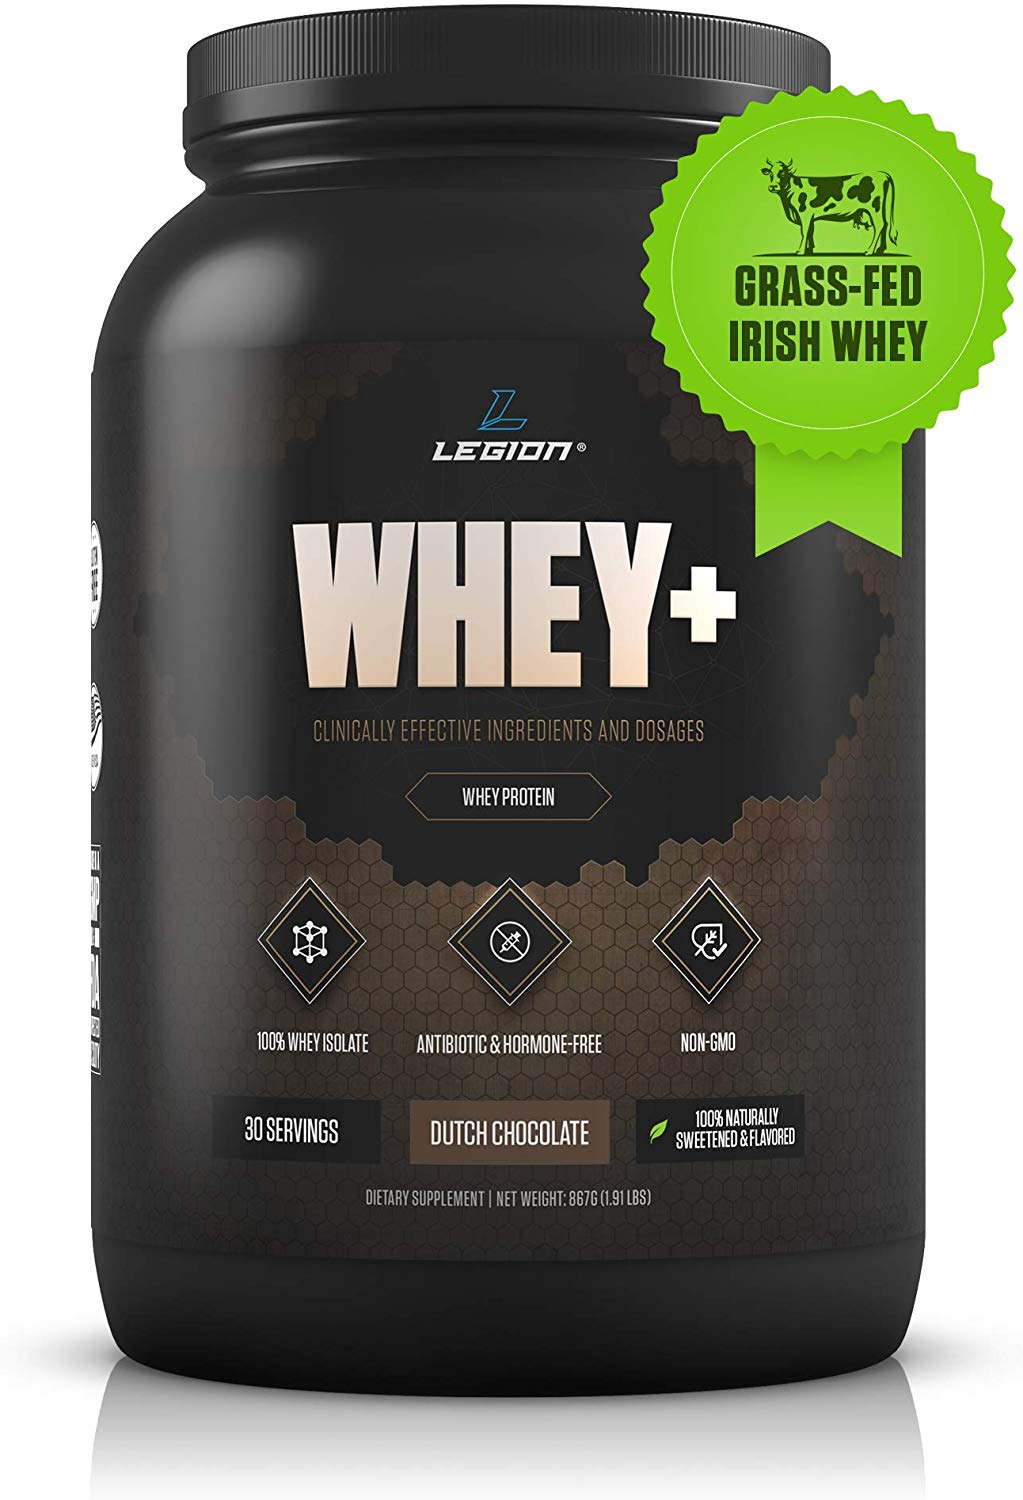 GRASS-FED
IRISH WHEY
LEGION®
WHEY+
CLINICALLY EFFECTIVE INGREDIENTS AND DOSAGES
WHEY PROTEIN
100% WHEY ISOLATE
ANTIBIOTIC & HORMONE-FREE
NON-GMO
30 SERVINGS
DUTCH CHOCOLATE
100% NATURALLY
SWEETENED & FLAVORED
DIETARY SUPPLEMENT | NET WEIGHT: 867G (1.91 LBS)